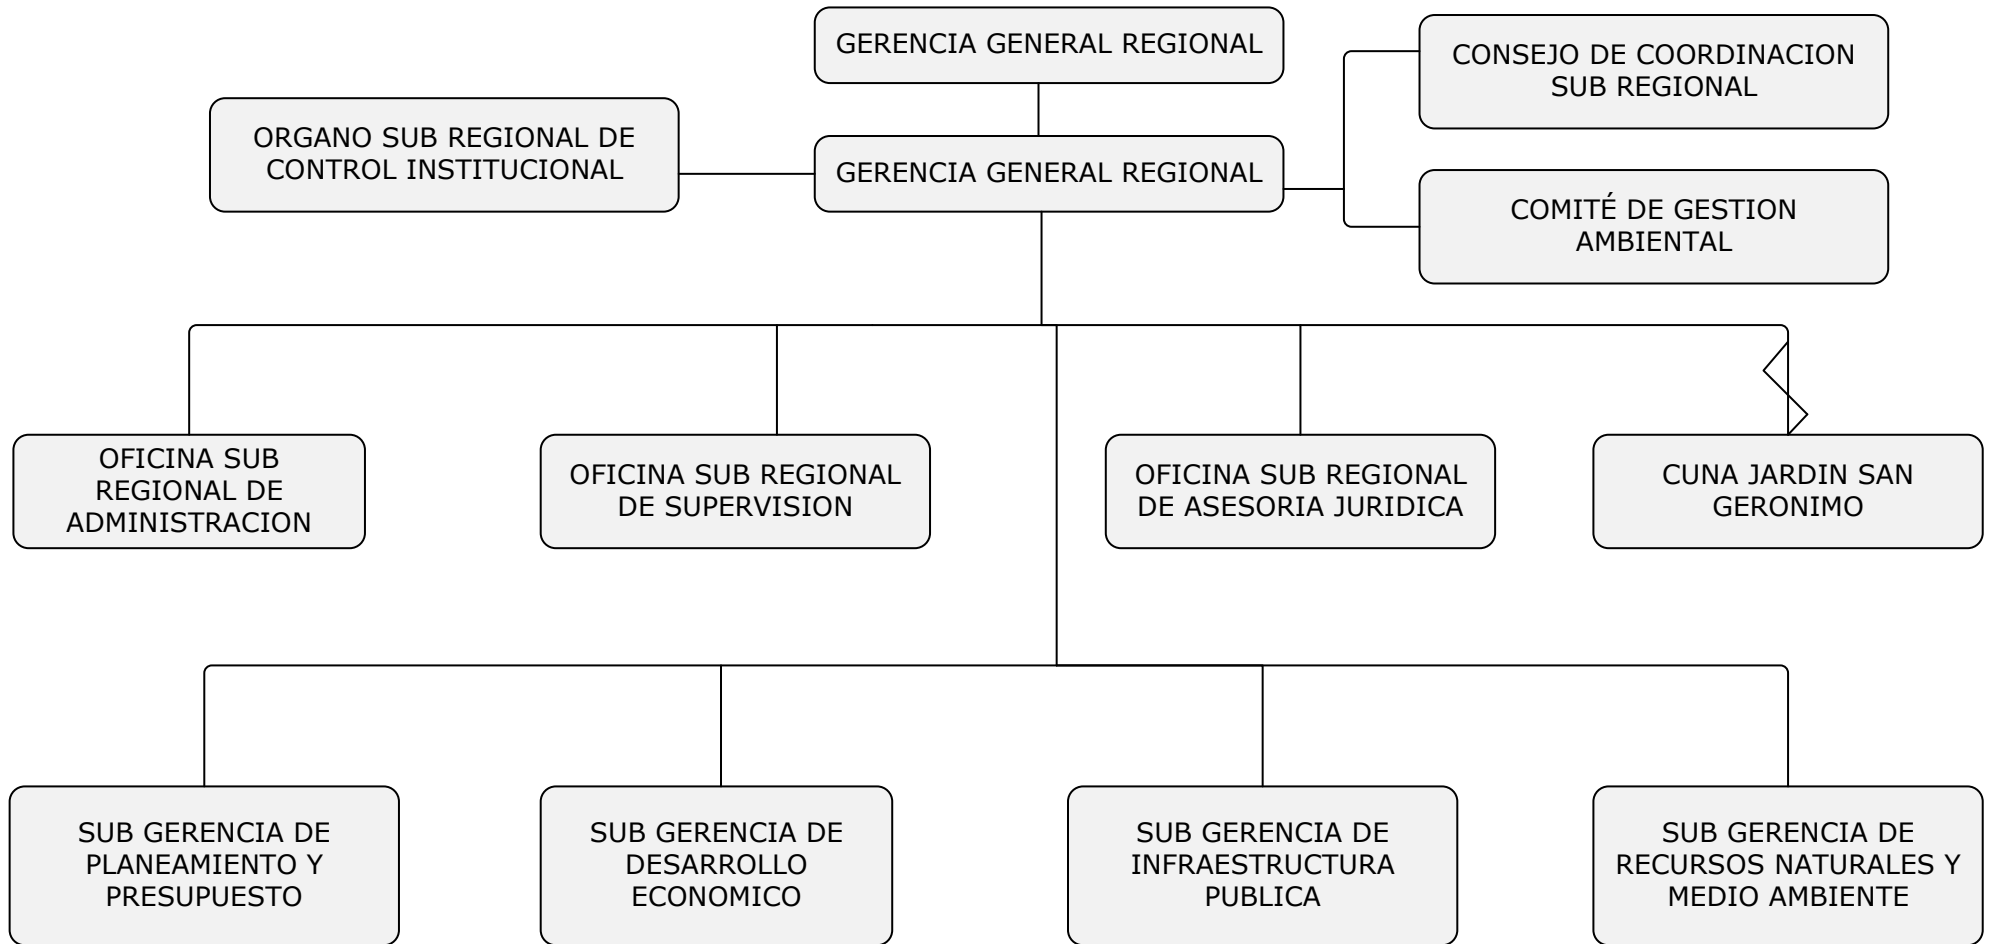 GERENCIA GENERAL REGIONAL
CONSEJO DE COORDINACION
SUB REGIONAL
ORGANO SUB REGIONAL DE
CONTROL INSTITUCIONAL
GERENCIA GENERAL REGIONAL
COMITÉ DE GESTION
AMBIENTAL
OFICINA SUB
REGIONAL DE
ADMINISTRACION
OFICINA SUB REGIONAL
DE SUPERVISION
OFICINA SUB REGIONAL
DE ASESORIA JURIDICA
CUNA JARDIN SAN
GERONIMO
SUB GERENCIA DE
PLANEAMIENTO Y
PRESUPUESTO
SUB GERENCIA DE
DESARROLLO
ECONOMICO
SUB GERENCIA DE
INFRAESTRUCTURA
PUBLICA
SUB GERENCIA DE
RECURSOS NATURALES Y
MEDIO AMBIENTE